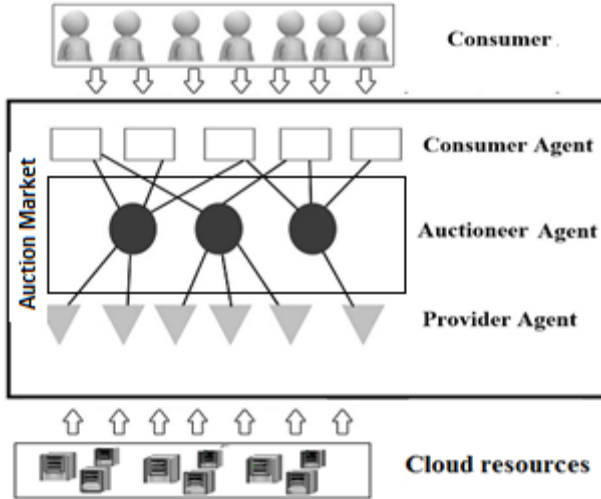 Consumer
Consumer Agent
Auction Market
Auctioneer Agent
Provider Agent
Cloud resources